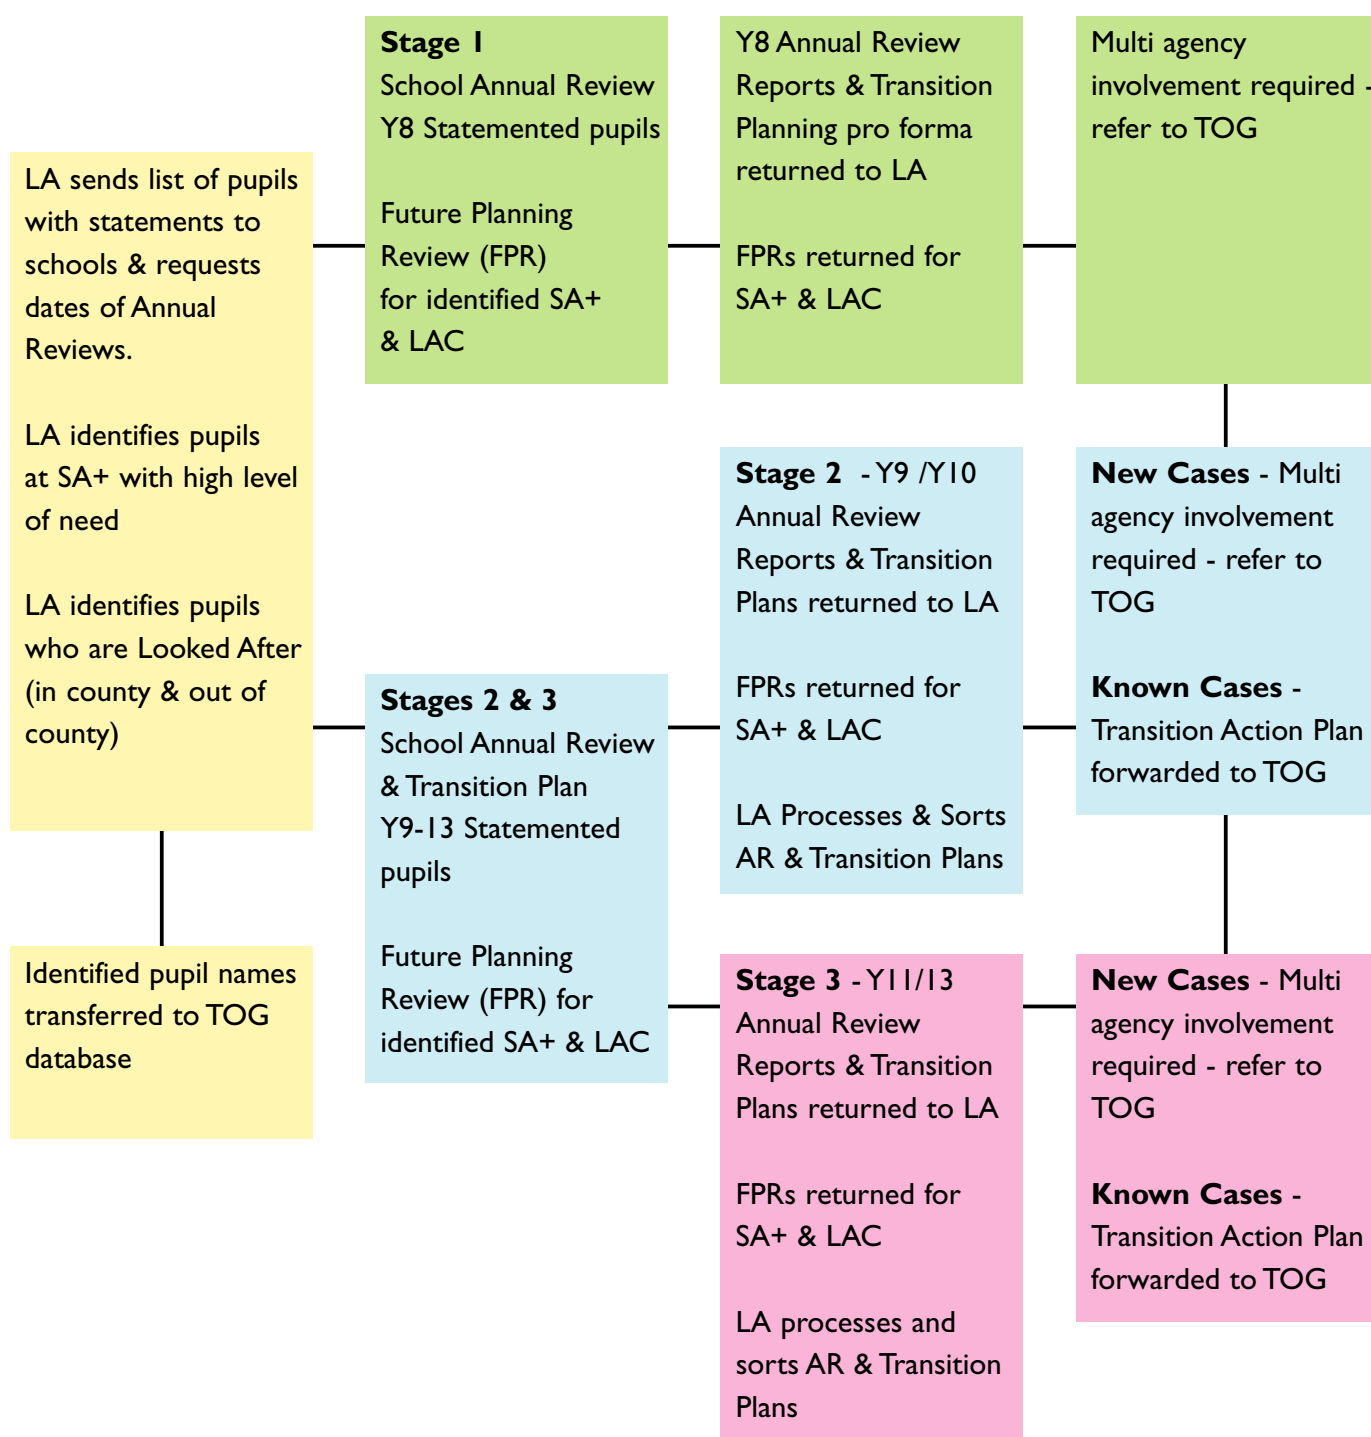 LA sends list of pupils
with statements to
schools & requests
dates of Annual
Reviews.
LA identifies pupils
at SA+ with high level
of need
LA identifies pupils
who are Looked After
(in county & out of
county)
Identified pupil names
transferred to TOG
database
Stage 1
School Annual Review
Y8 Statemented pupils
Future Planning
Review (FPR)
for identified SA+
& LAC
Y8 Annual Review
Reports & Transition
Planning pro forma
returned to LA
FPRs returned for
SA+ & LAC
Multi agency
involvement required -
refer to TOG
Stages 2 & 3
School Annual Review
& Transition Plan
Y9-13 Statemented
pupils
Future Planning
Review (FPR) for
identified SA+ & LAC
Stage 2 - Y9 /Y10
Annual Review
Reports & Transition
Plans returned to LA
FPRs returned for
SA+ & LAC
LA Processes & Sorts
AR & Transition Plans
New Cases - Multi
agency involvement
required - refer to
TOG
Known Cases -
Transition Action Plan
forwarded to TOG
Stage 3 - Y11/13
Annual Review
Reports & Transition
Plans returned to LA
FPRs returned for
SA+ & LAC
LA processes and
sorts AR & Transition
Plans
New Cases - Multi
agency involvement
required - refer to
TOG
Known Cases -
Transition Action Plan
forwarded to TOG